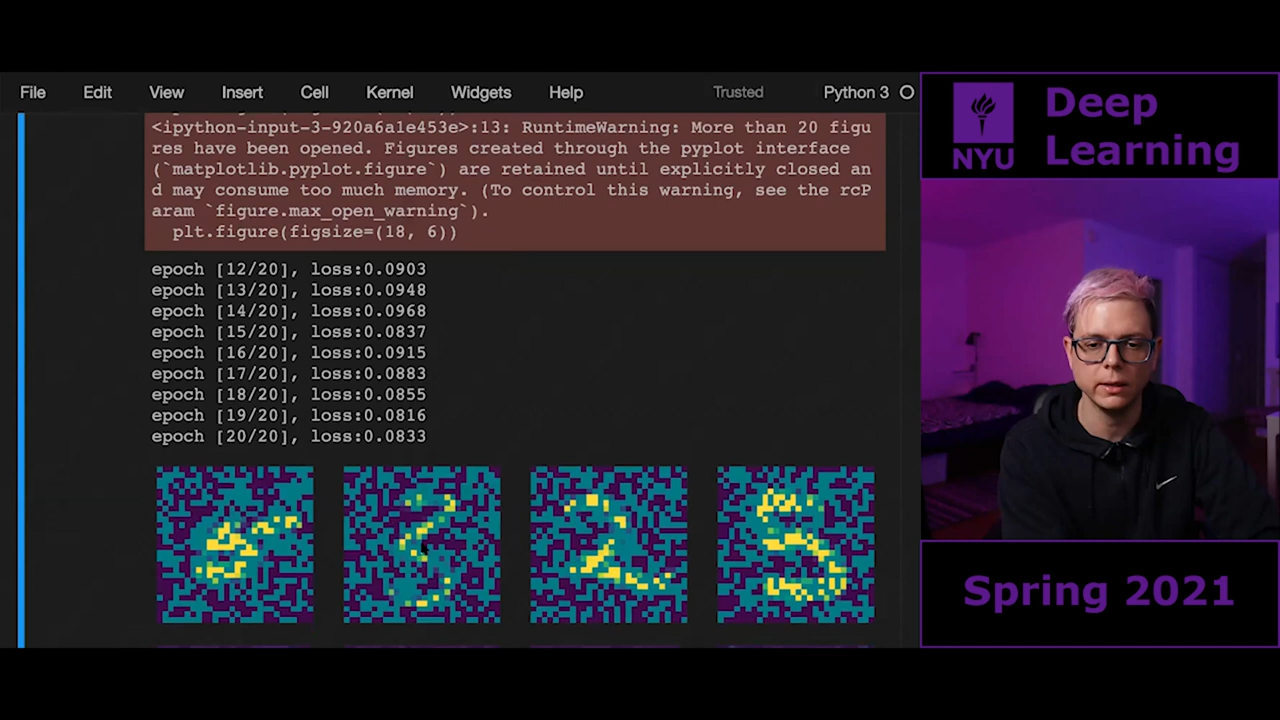 File Edit View Insert Cell Kernel Widgets Help Trusted Python 3
<ipython-input-3-920a6a1e453e>:13: RuntimeWarning: More than 20 figu
res have been opened. Figures created through the pyplot interface
(`matplotlib.pyplot.figure`) are retained until explicitly closed an
d may consume too much memory. (To control this warning, see the rcP
aram `figure.max_open_warning`).
plt.figure(figsize=(18, 6))
epoch [12/20], loss:0.0903
epoch [13/20], loss:0.0948
epoch [14/20], loss:0.0968
epoch [15/20], loss:0.0837
epoch [16/20], loss:0.0915
epoch [17/20], loss:0.0883
epoch [18/20], loss:0.0855
epoch [19/20], loss:0.0816
epoch [20/20], loss:0.0833
NYU
Deep
Learning
Spring 2021